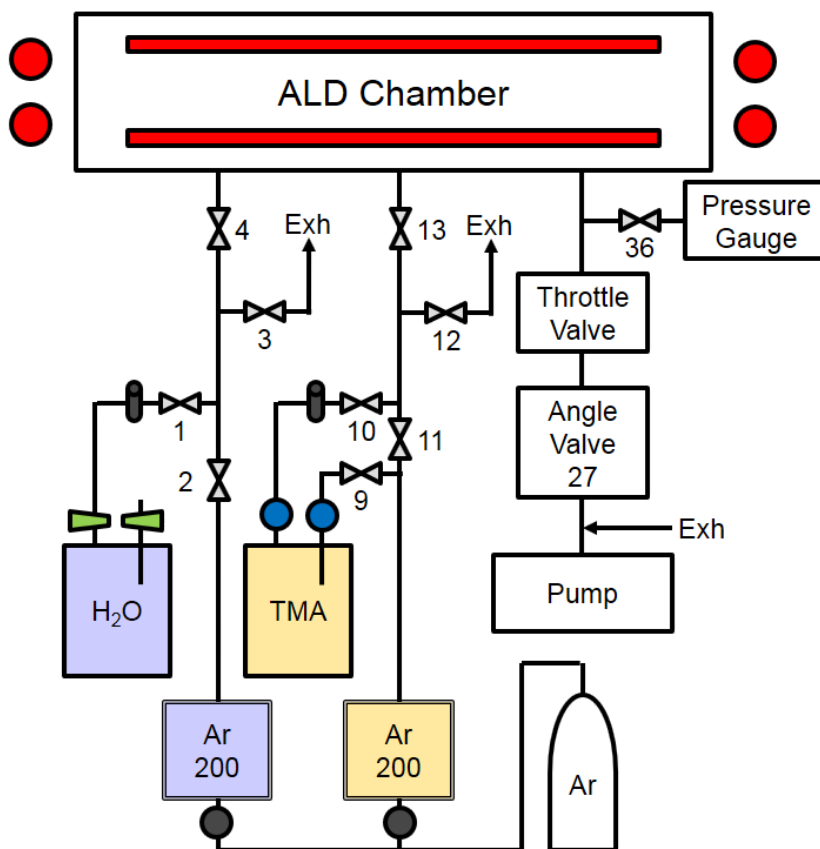 ALD Chamber
4
Exh
13
Exh
36
Pressure
Gauge
3
12
Throttle
Valve
1
10
11
2
9
Angle
Valve
27
Exh
H₂O
TMA
Pump
Ar
200
Ar
200
Ar